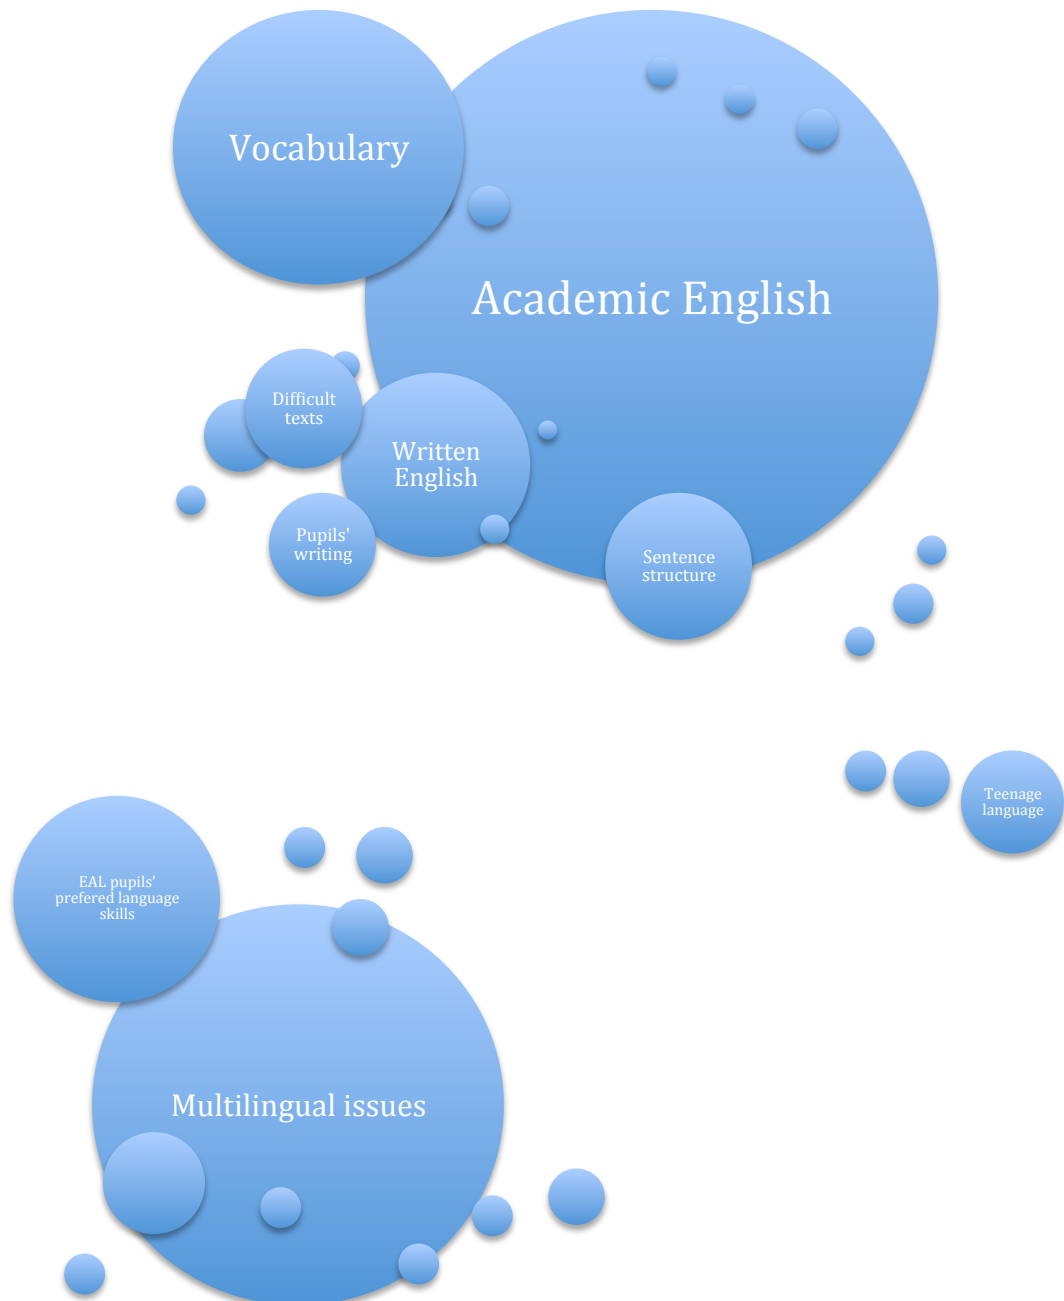 Vocabulary
Academic English
Difficult
texts
Written
English
Pupils'
writing
Sentence
structure
Teenage
language
EAL pupils'
prefered language
skills
Multilingual issues